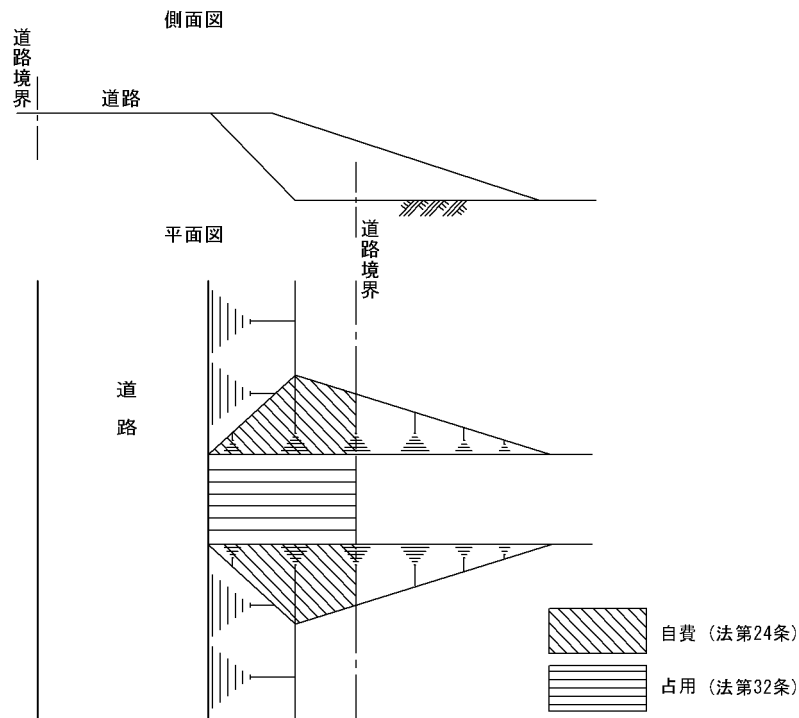 側面図
道路境界
道路
平面図
道路境界
道路
自費（法第24条）
占用（法第32条）